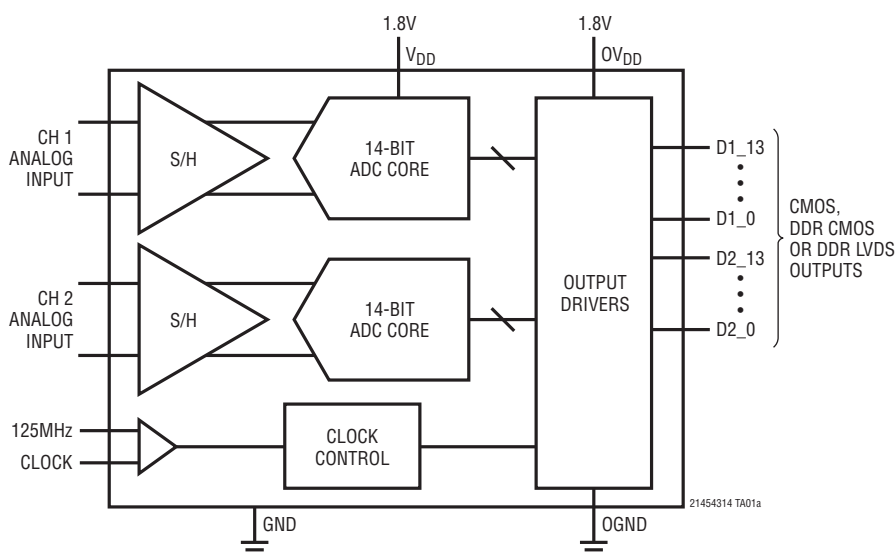 1.8V
1.8V
VDD
OVDD
CH 1
ANALOG
INPUT
S/H
14-BIT
ADC CORE
D1_13
D1_0
CH 2
ANALOG
INPUT
S/H
14-BIT
ADC CORE
OUTPUT
DRIVERS
D2_13
D2_0
CMOS,
DDR CMOS
OR DDR LVDS
OUTPUTS
125MHz
CLOCK
CLOCK
CONTROL
GND
OGND
21454314 TA01a